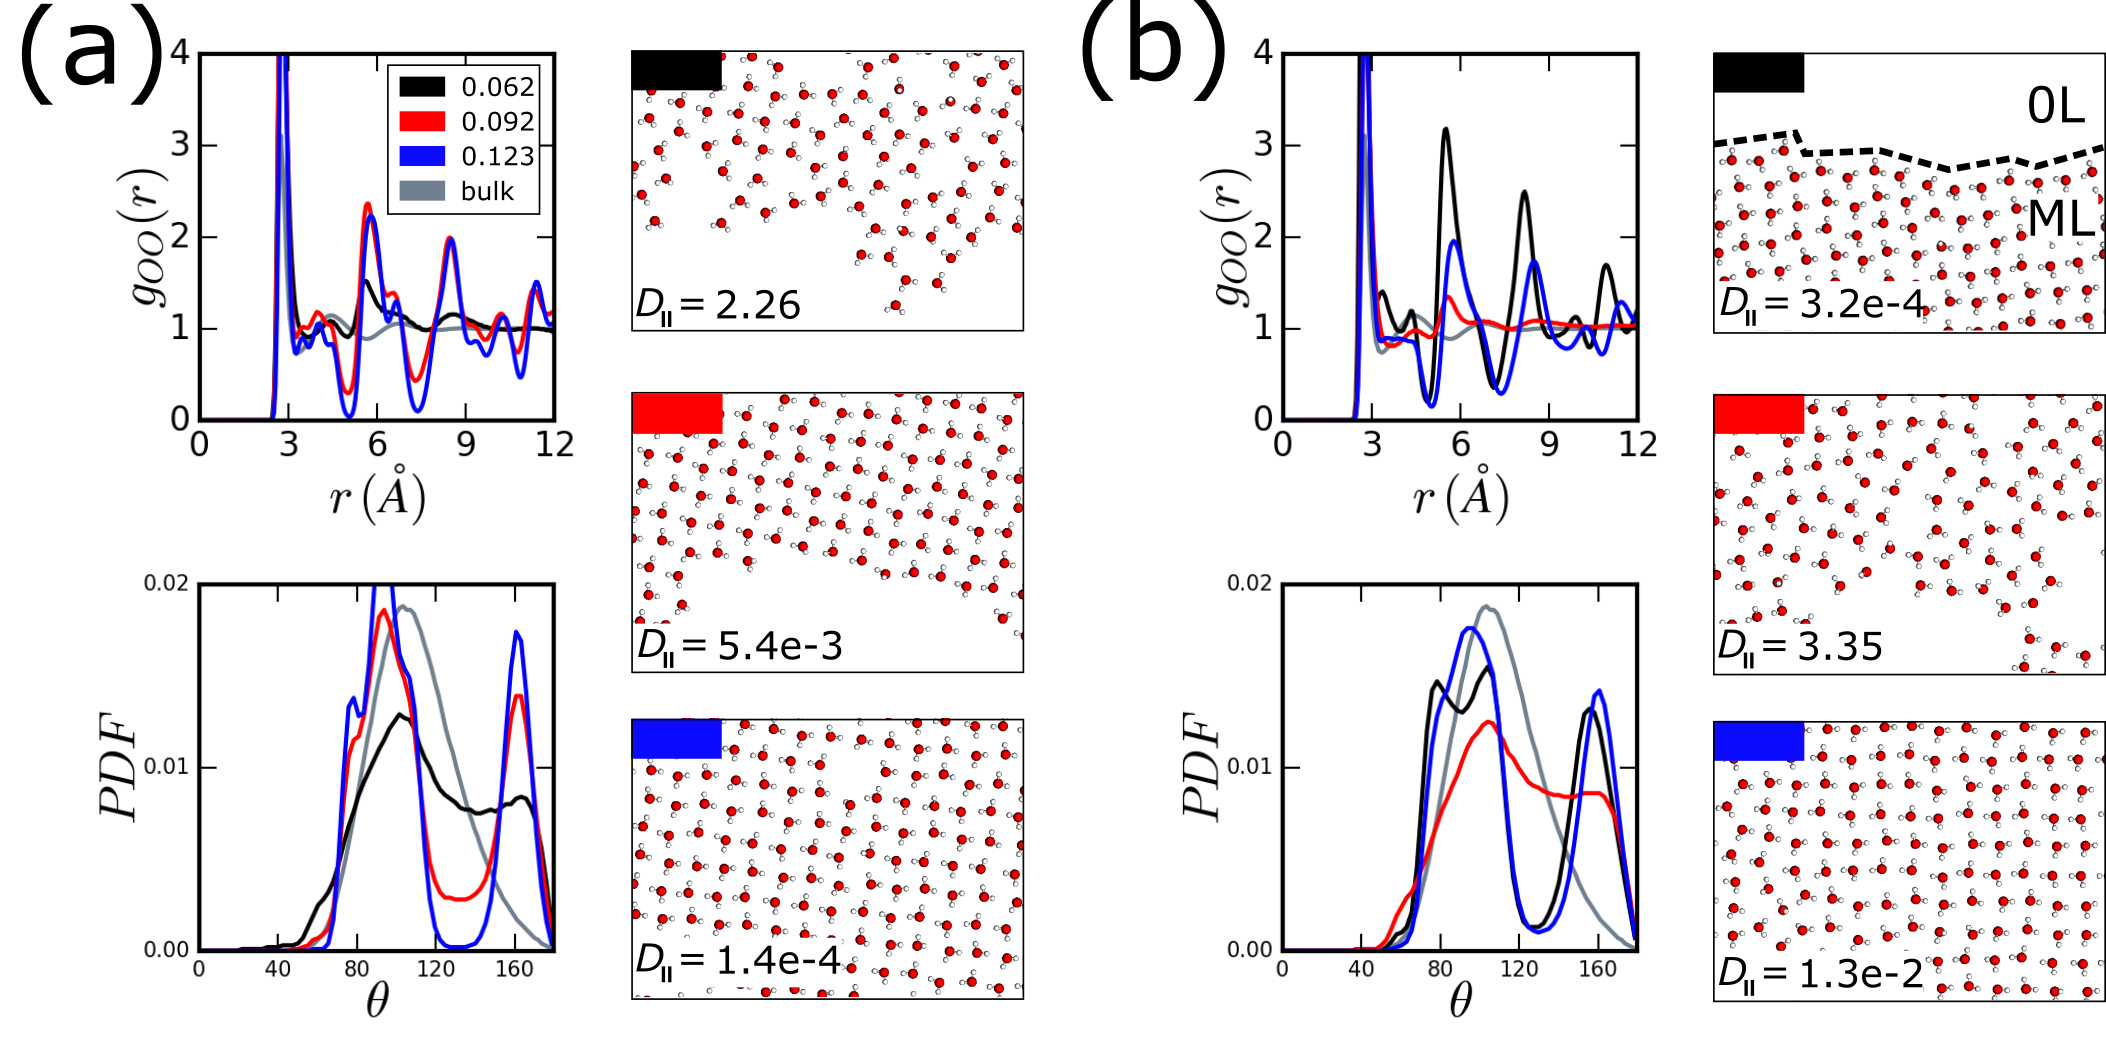 (a)
4
3
2
1
0
0 3 6 9 12
g_OO(r)
r (Å)
0.062
0.092
0.123
bulk
D_II = 2.26
D_II = 5.4e-3
D_II = 1.4e-4
0.02
0.01
0.00
0 40 80 120 160
PDF
θ
(b)
4
3
2
1
0
0 3 6 9 12
g_OO(r)
r (Å)
0L
ML
D_II = 3.2e-4
D_II = 3.35
D_II = 1.3e-2
0.02
0.01
0.00
0 40 80 120 160
PDF
θ